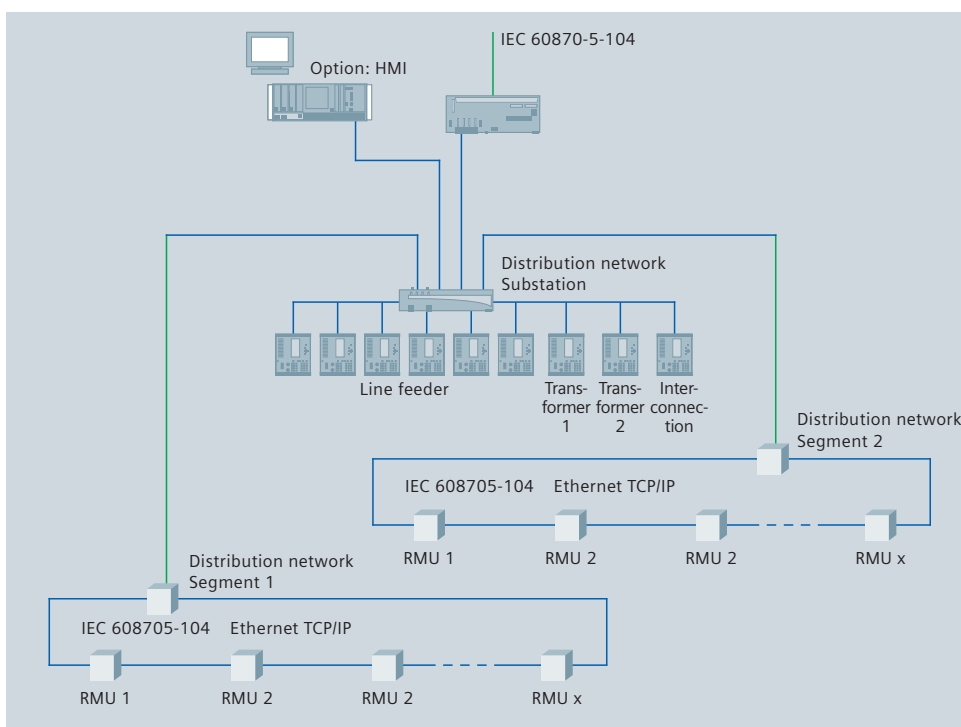 IEC 60870-5-104
Option: HMI
Distribution network
Substation
Line feeder
Trans-
former
1
Trans-
former
2
Inter-
connec-
tion
Distribution network
Segment 2
IEC 608705-104 Ethernet TCP/IP
RMU 1 RMU 2 RMU 2 RMU x
Distribution network
Segment 1
IEC 608705-104 Ethernet TCP/IP
RMU 1 RMU 2 RMU 2 RMU x